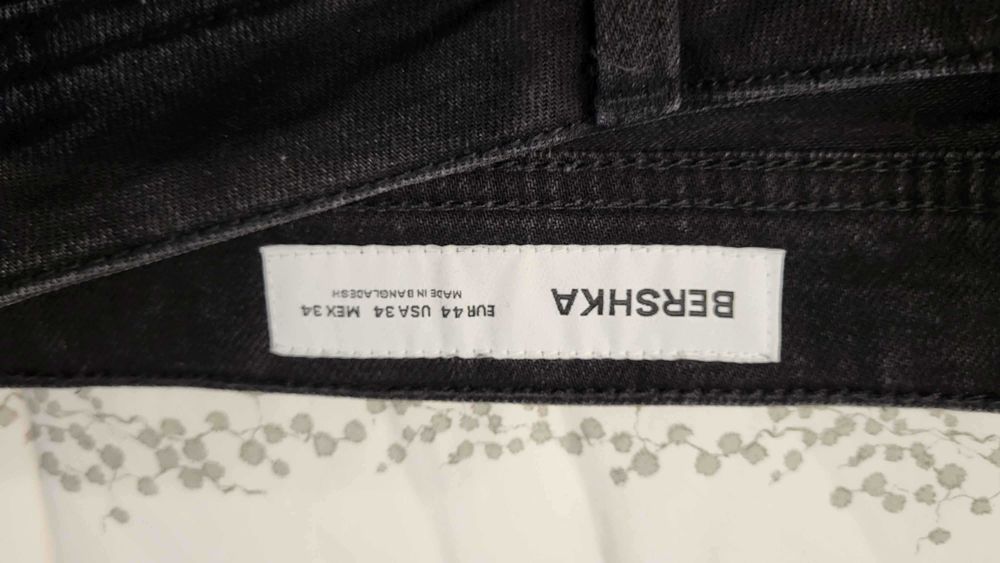 BERSHKA
EUR 44 USA 34 MEX 34
MADE IN BANGLADESH